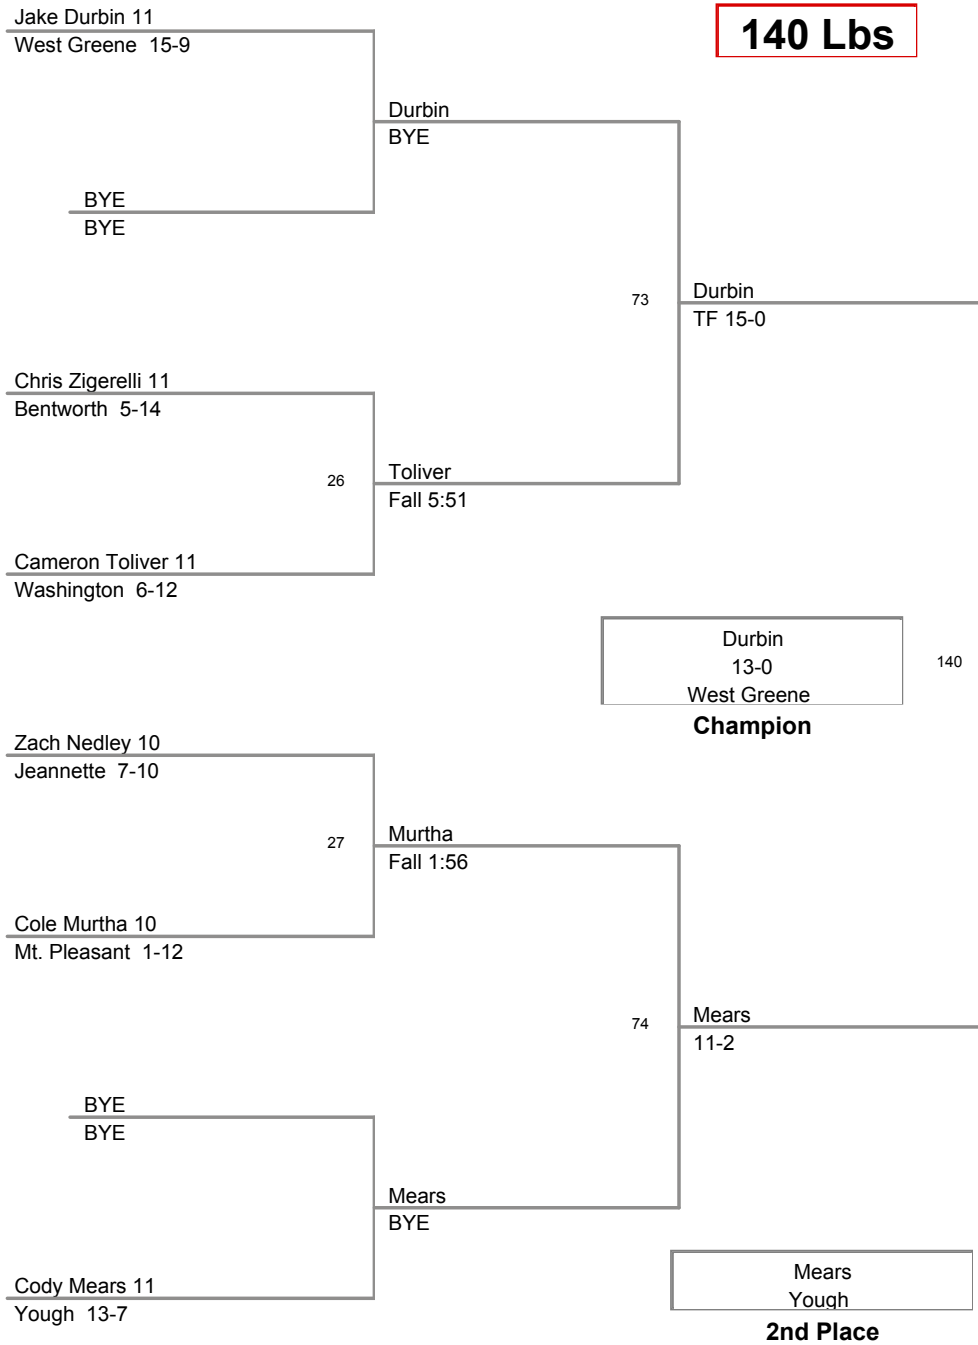 Jake Durbin 11
West Greene 15-9
140 Lbs
Durbin
BYE
BYE
BYE
73
Durbin
TF 15-0
Chris Zigerelli 11
Bentworth 5-14
26
Toliver
Fall 5:51
Cameron Toliver 11
Washington 6-12
Durbin
13-0
West Greene
140
Champion
Zach Nedley 10
Jeannette 7-10
27
Murtha
Fall 1:56
Cole Murtha 10
Mt. Pleasant 1-12
74
Mears
11-2
BYE
BYE
Mears
BYE
Cody Mears 11
Yough 13-7
Mears
Yough
2nd Place